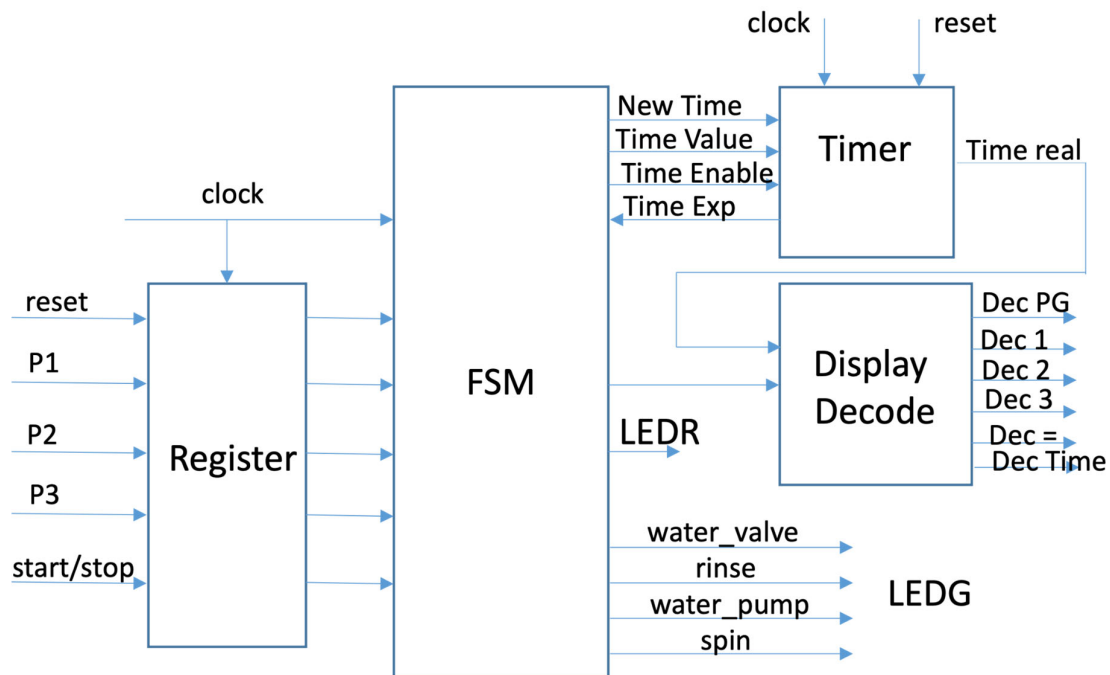 clock
reset
New Time
Time Value
Time Enable
Time Exp
Timer
Time real
clock
reset
P1
P2
P3
start/stop
Register
FSM
Display
Decode
Dec PG
Dec 1
Dec 2
Dec 3
Dec =
Dec Time
LEDR
water_valve
rinse
water_pump
spin
LEDG